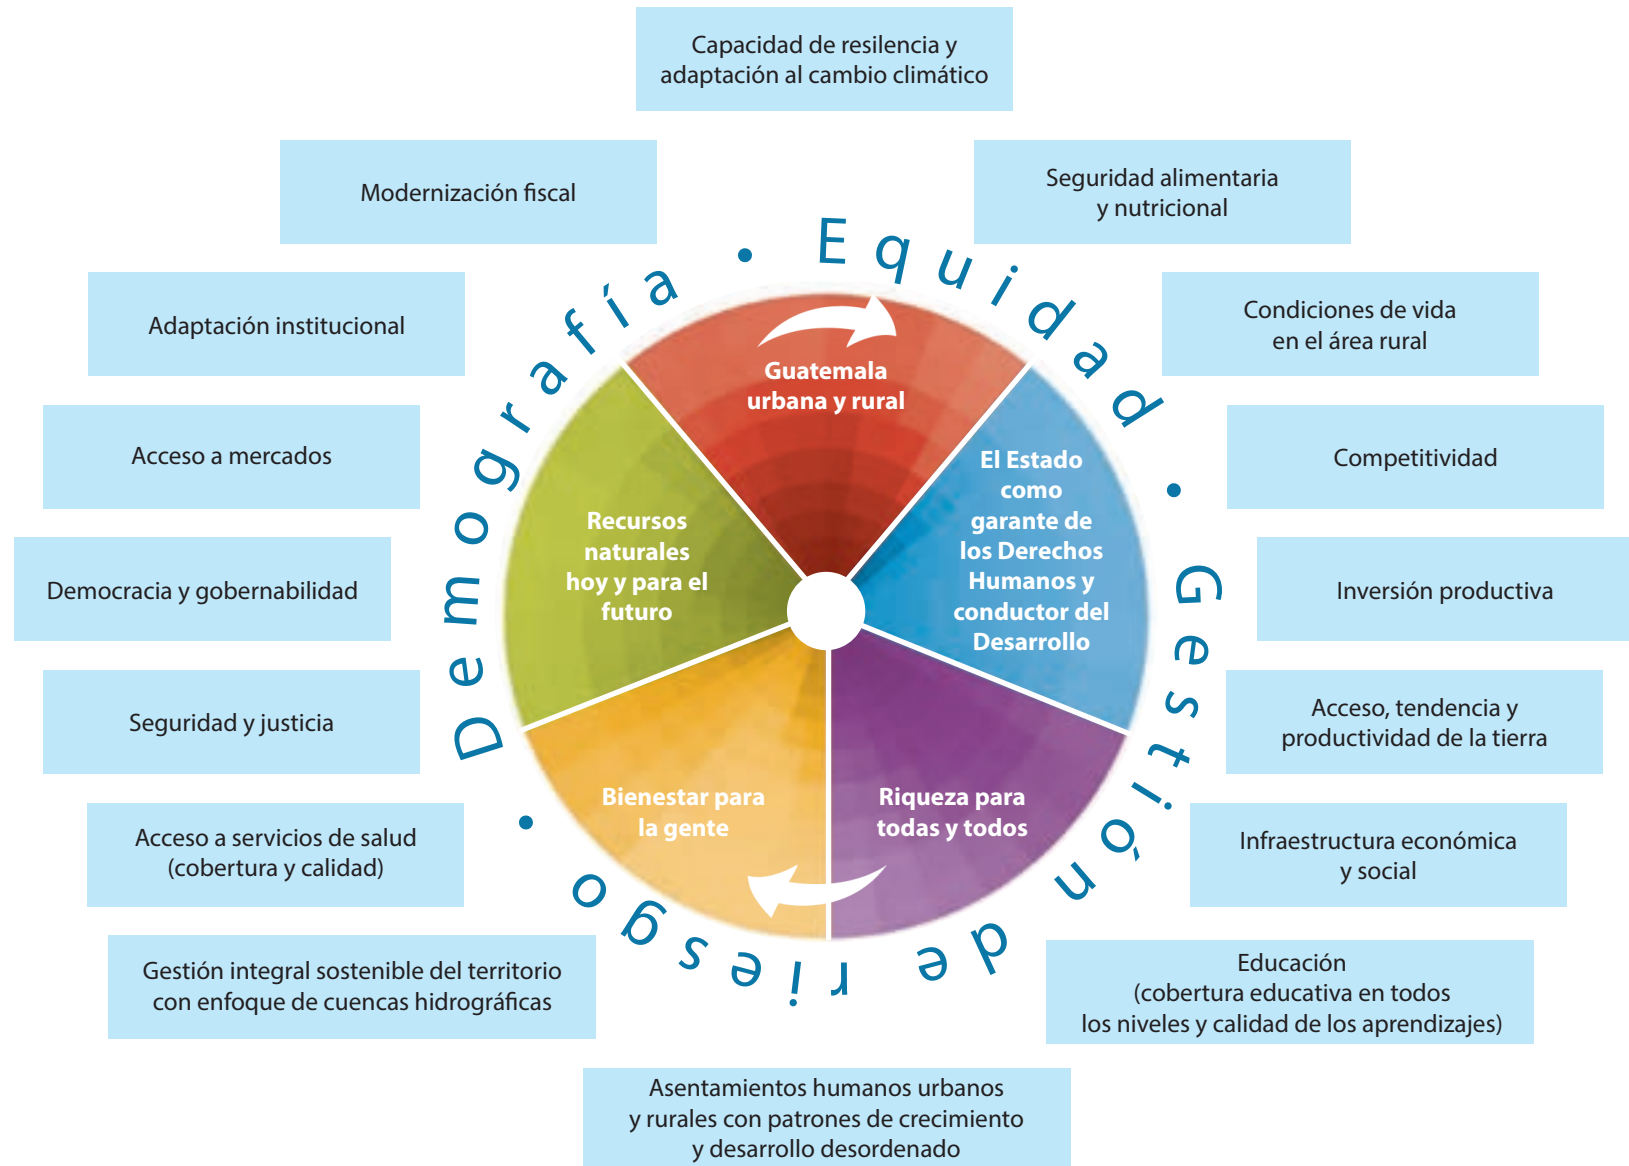 Capacidad de resilencia y
adaptación al cambio climático
Modernización fiscal
Seguridad alimentaria
y nutricional
Adaptación institucional
Condiciones de vida
en el área rural
Acceso a mercados
Competitividad
Democracia y gobernabilidad
Inversión productiva
Seguridad y justicia
Acceso, tendencia y
productividad de la tierra
Acceso a servicios de salud
(cobertura y calidad)
Infraestructura económica
y social
Gestión integral sostenible del territorio
con enfoque de cuencas hidrográficas
Educación
(cobertura educativa en todos
los niveles y calidad de los aprendizajes)
Asentamientos humanos urbanos
y rurales con patrones de crecimiento
y desarrollo desordenado
Demografía • Equidad • Gestión de riesgo •
Guatemala
urbana y rural
El Estado
como
garante de
los Derechos
Humanos y
conductor del
Desarrollo
Riqueza para
todas y todos
Bienestar para
la gente
Recursos
naturales
hoy y para el
futuro